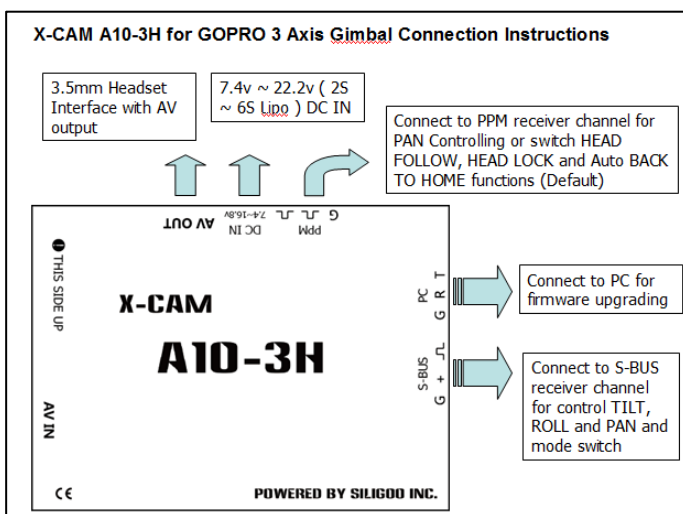 X-CAM A10-3H for GOPRO 3 Axis Gimbal Connection Instructions
3.5mm Headset
Interface with AV
output
7.4v ~ 22.2v ( 2S
~ 6S Lipo ) DC IN
Connect to PPM receiver channel for
PAN Controlling or switch HEAD
FOLLOW, HEAD LOCK and Auto BACK
TO HOME functions (Default)
AV OUT
DC IN
7.4~16.8v
PPM
G
THIS SIDE UP
X-CAM
A10-3H
AV IN
PC
G R T
S-BUS
G +
Connect to PC for
firmware upgrading
Connect to S-BUS
receiver channel
for control TILT,
ROLL and PAN and
mode switch
CE
POWERED BY SILIGOO INC.